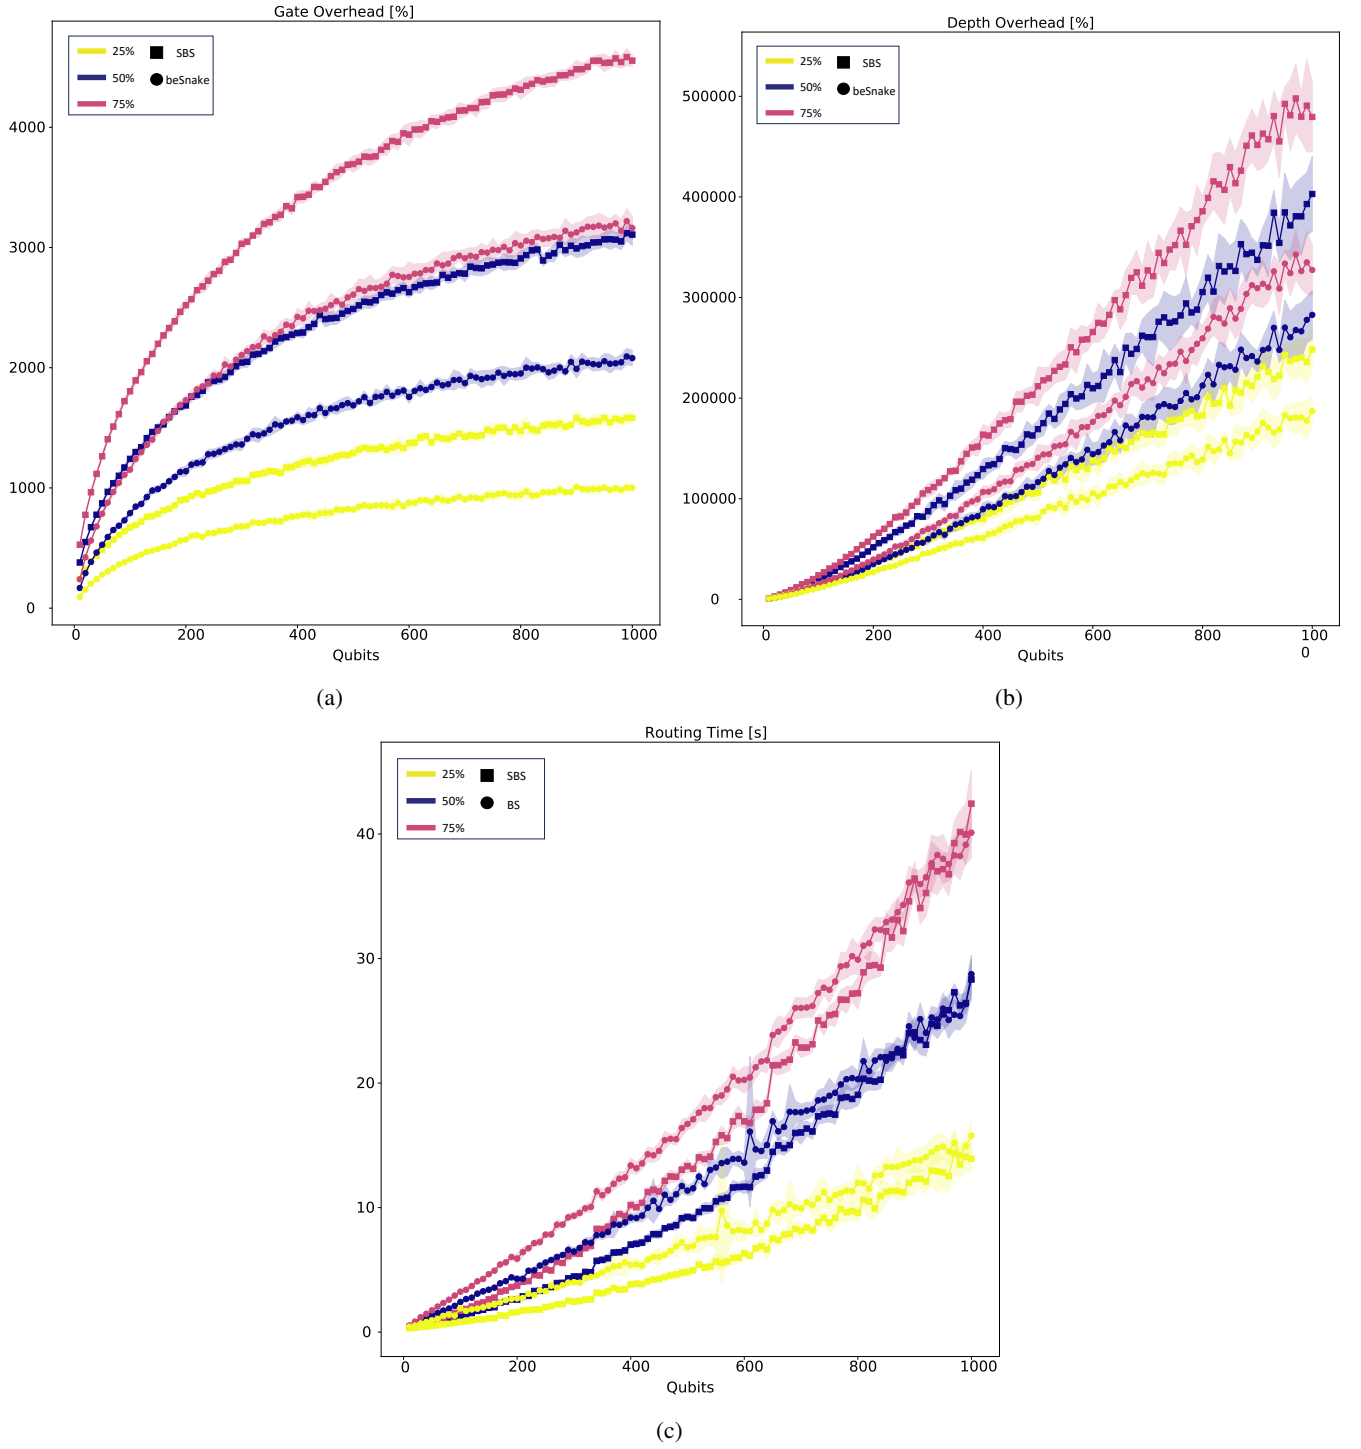 Gate Overhead [%]
25% SBS
50% beSnake
75%
4000
3000
2000
1000
0
0 200 400 600 800 1000
Qubits
(a)
Depth Overhead [%]
25% SBS
50% beSnake
75%
500000
400000
300000
200000
100000
0
0 200 400 600 800 100
0
Qubits
(b)
Routing Time [s]
25% SBS
50% BS
75%
40
30
20
10
0
0 200 400 600 800 1000
Qubits
(c)